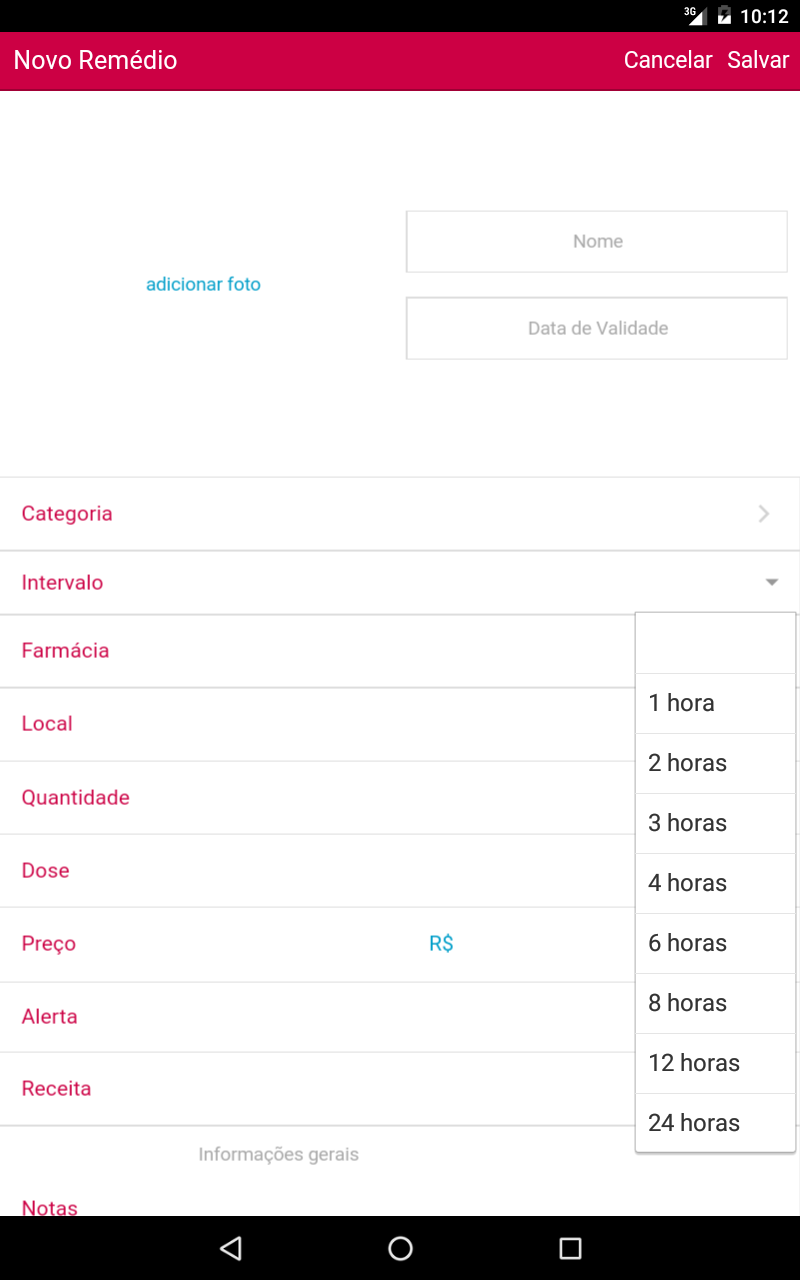 3G 10:12
Novo Remédio Cancelar Salvar
Nome
adicionar foto
Data de Validade
Categoria
Intervalo
Farmácia
1 hora
Local
2 horas
Quantidade
3 horas
Dose
4 horas
Preço R$
6 horas
8 horas
Alerta
12 horas
Receita
24 horas
Informações gerais
Notas